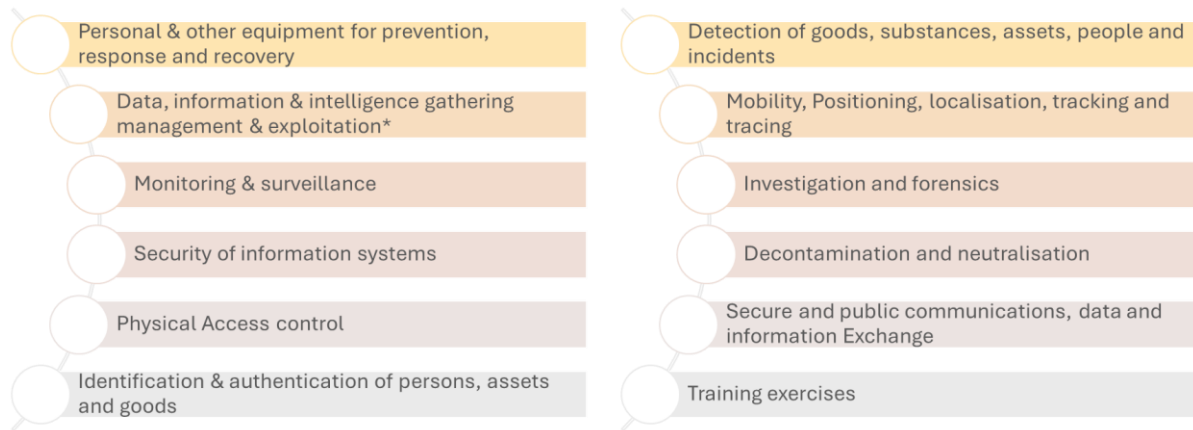 Personal & other equipment for prevention,
response and recovery
Data, information & intelligence gathering
management & exploitation*
Monitoring & surveillance
Security of information systems
Physical Access control
Identification & authentication of persons, assets
and goods
Detection of goods, substances, assets, people and
incidents
Mobility, Positioning, localisation, tracking and
tracing
Investigation and forensics
Decontamination and neutralisation
Secure and public communications, data and
information Exchange
Training exercises